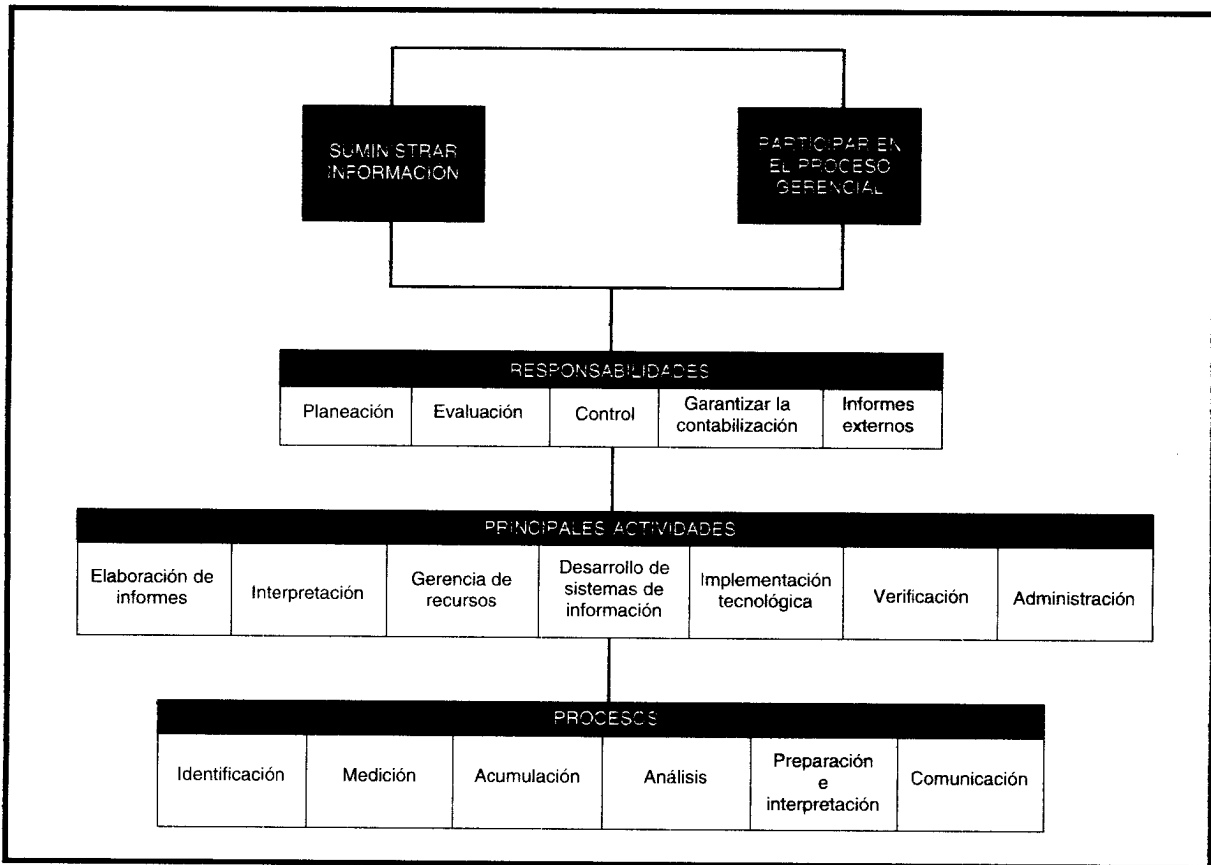 SUMINISTRAR
INFORMACIÓN
PARTICIPAR EN
EL PROCESO
GERENCIAL
RESPONSABILIDADES
Planeación
Evaluación
Control
Garantizar la
contabilización
Informes
externos
PRINCIPALES ACTIVIDADES
Elaboración de
informes
Interpretación
Gerencia de
recursos
Desarrollo de
sistemas de
información
Implementación
tecnológica
Verificación
Administración
PROCESOS
Identificación
Medición
Acumulación
Análisis
Preparación
e
interpretación
Comunicación